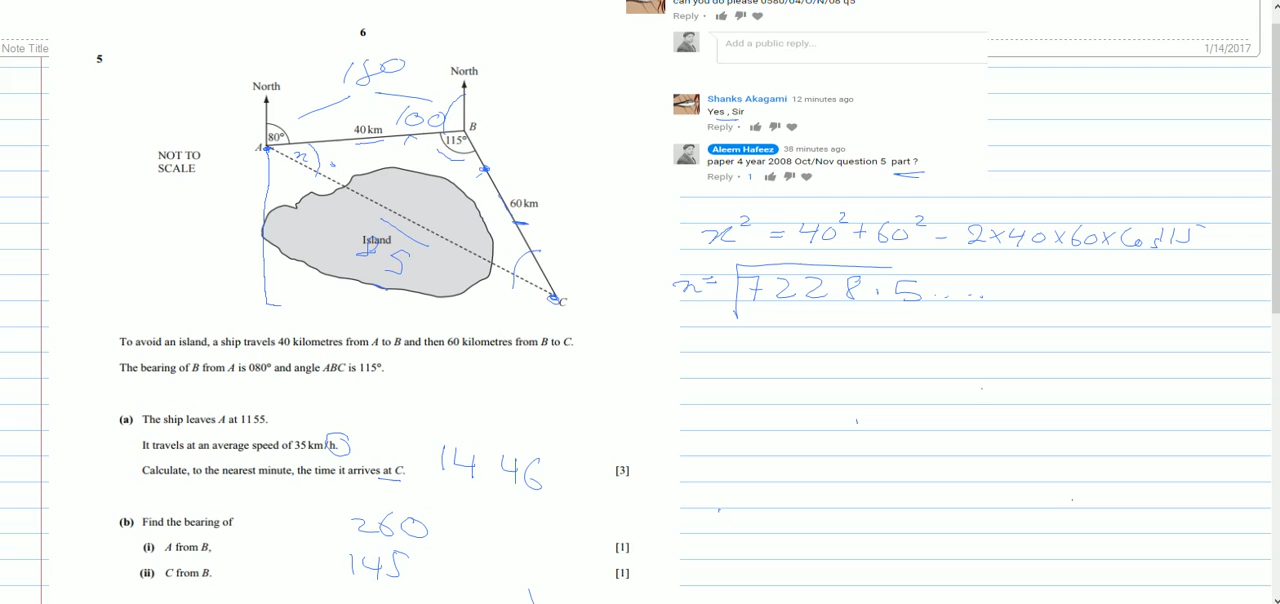 can you do please 0580/04/O/N/08 q5
Reply
Add a public reply...
Note Title
1/14/2017
6
5
180
North
North
100
80°
40 km
B
115°
A
x
NOT TO
SCALE
60 km
Island
85
C
To avoid an island, a ship travels 40 kilometres from A to B and then 60 kilometres from B to C.
The bearing of B from A is 080° and angle ABC is 115°.
(a) The ship leaves A at 1155.
It travels at an average speed of 35 km/h.
Calculate, to the nearest minute, the time it arrives at C.
14 46
[3]
(b) Find the bearing of
260
(i) A from B,
[1]
145
(ii) C from B.
[1]
Shanks Akagami 12 minutes ago
Yes , Sir
Reply
Aleem Hafeez 38 minutes ago
paper 4 year 2008 Oct/Nov question 5 part ?
Reply 1
x² = 40² + 60² - 2×40×60×Cos115
x = √7228.5....